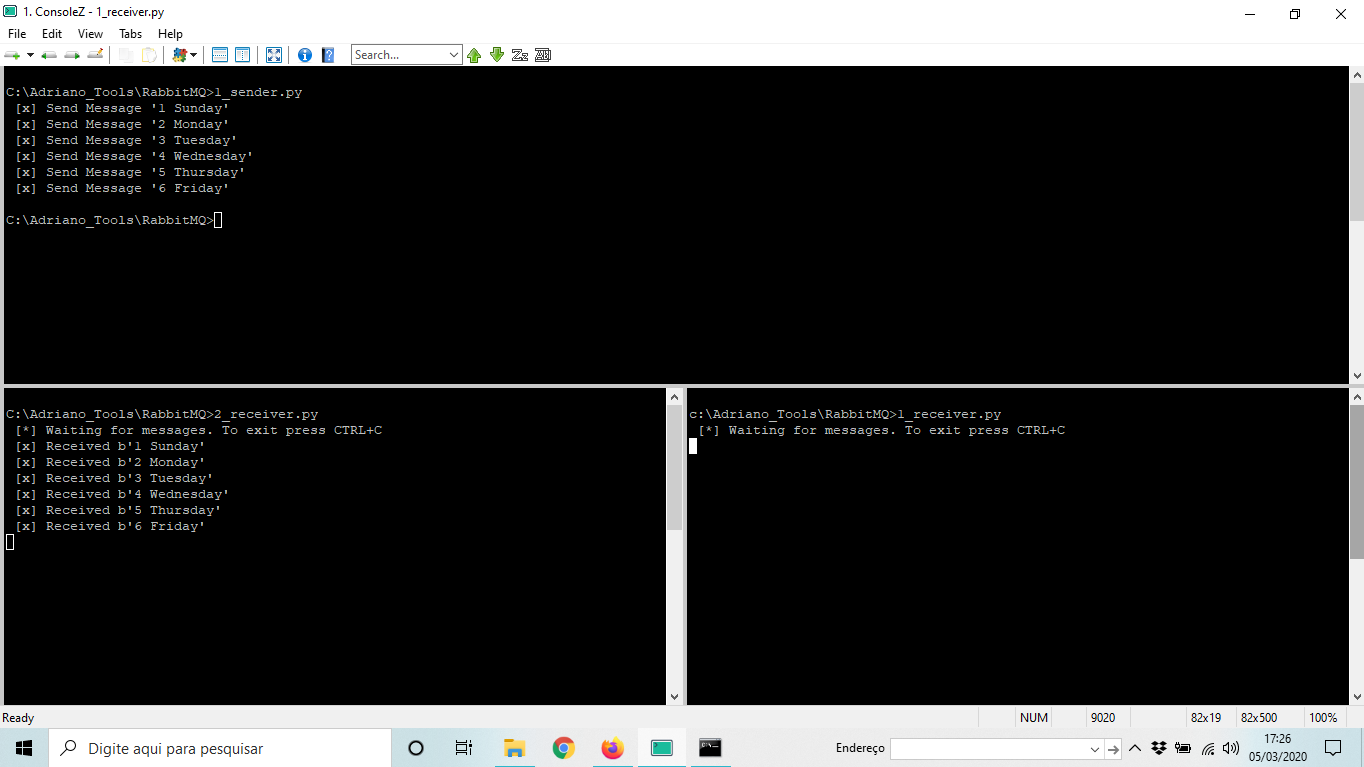 1. ConsoleZ - 1_receiver.py
File Edit View Tabs Help
Search...
C:\Adriano_Tools\RabbitMQ>1_sender.py
[x] Send Message '1 Sunday'
[x] Send Message '2 Monday'
[x] Send Message '3 Tuesday'
[x] Send Message '4 Wednesday'
[x] Send Message '5 Thursday'
[x] Send Message '6 Friday'
C:\Adriano_Tools\RabbitMQ>
C:\Adriano_Tools\RabbitMQ>2_receiver.py
[*] Waiting for messages. To exit press CTRL+C
[x] Received b'1 Sunday'
[x] Received b'2 Monday'
[x] Received b'3 Tuesday'
[x] Received b'4 Wednesday'
[x] Received b'5 Thursday'
[x] Received b'6 Friday'
c:\Adriano_Tools\RabbitMQ>1_receiver.py
[*] Waiting for messages. To exit press CTRL+C
Ready NUM 9020 82x19 82x500 100%
Digite aqui para pesquisar
Endereço
17:26
05/03/2020